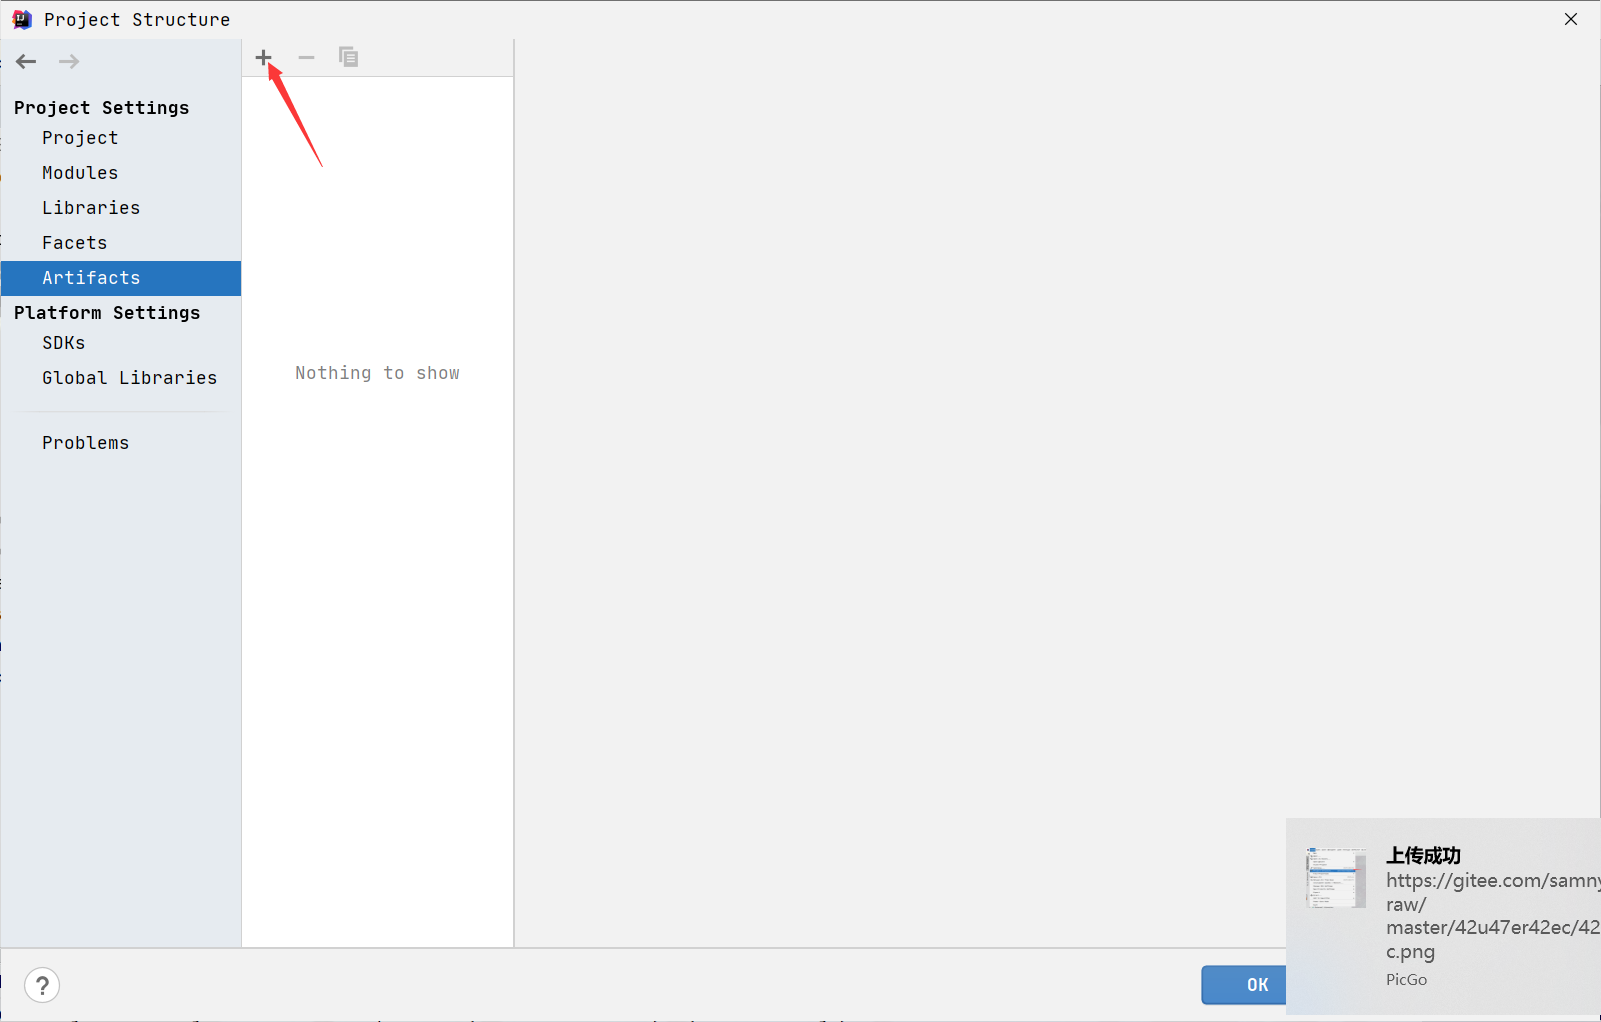 Project Structure
Project Settings
Project
Modules
Libraries
Facets
Artifacts
Platform Settings
SDKs
Global Libraries
Problems
Nothing to show
上传成功
https://gitee.com/samny
raw/
master/42u47er42ec/42
c.png
PicGo
?
OK